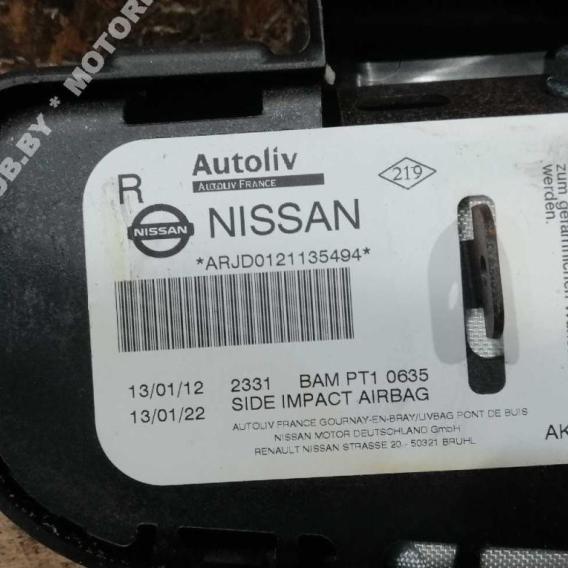 R
Autoliv
AUTOLIV FRANCE
219
NISSAN
NISSAN
*ARJD0121135494*
13/01/12 2331 BAM PT1 0635
13/01/22 SIDE IMPACT AIRBAG
AUTOLIV FRANCE GOURNAY-EN-BRAY/LIVBAG PONT DE BUIS
NISSAN MOTOR DEUTSCHLAND GmbH
RENAULT NISSAN STRASSE 20 - 50321 BRUHL
werden.
AK
.BY * MOTOR